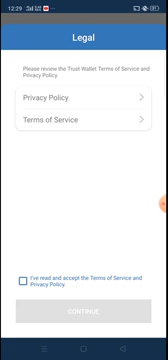 12:29
Legal
Please review the Trust Wallet Terms of Service and
Privacy Policy.
Privacy Policy
Terms of Service
I've read and accept the Terms of Service and
Privacy Policy.
CONTINUE